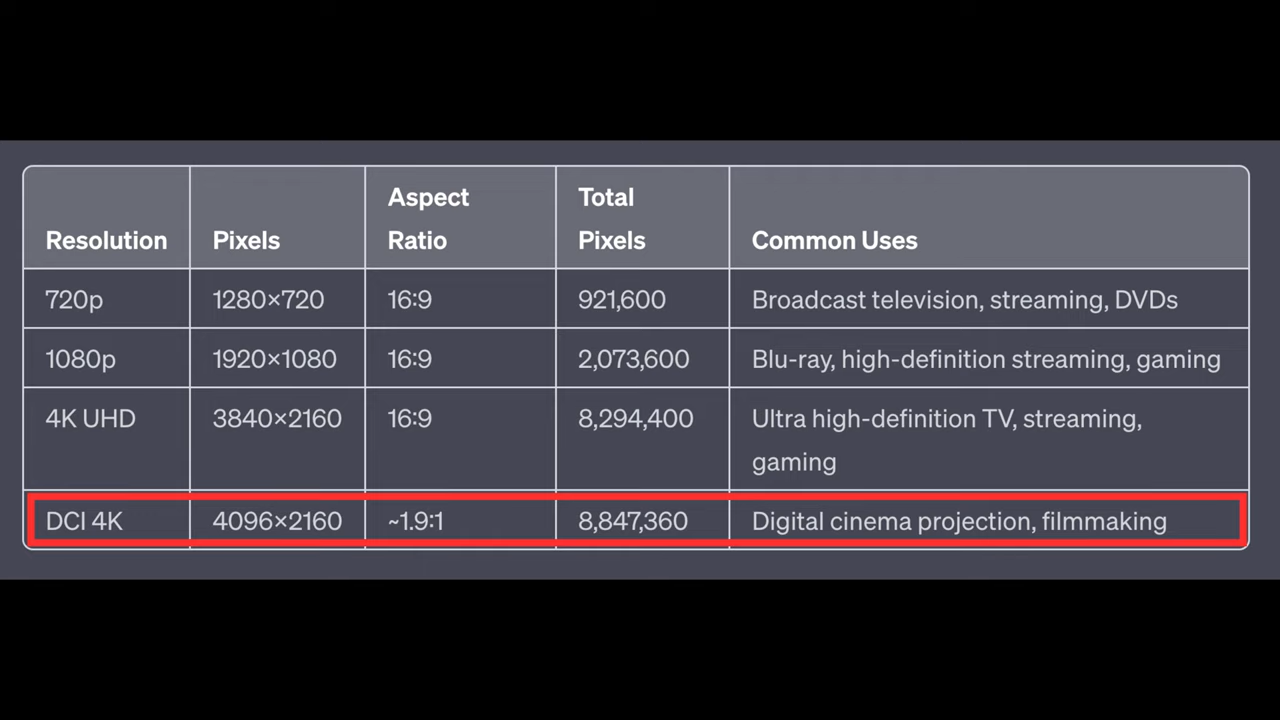 Resolution Pixels Aspect Ratio Total Pixels Common Uses
720p 1280×720 16:9 921,600 Broadcast television, streaming, DVDs
1080p 1920×1080 16:9 2,073,600 Blu-ray, high-definition streaming, gaming
4K UHD 3840×2160 16:9 8,294,400 Ultra high-definition TV, streaming,
gaming
DCI 4K 4096×2160 ~1.9:1 8,847,360 Digital cinema projection, filmmaking